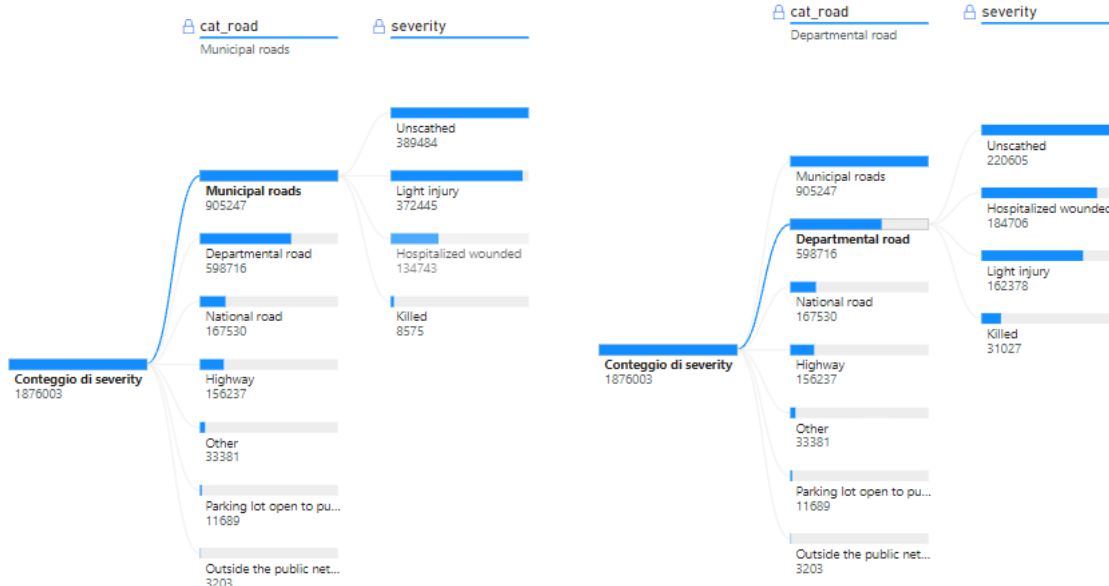 cat_road
Municipal roads
severity
Unscathed
389484
Municipal roads
905247
Light injury
372445
Departmental road
598716
Hospitalized wounded
134743
National road
167530
Killed
8575
Conteggio di severity
1876003
Highway
156237
Other
33381
Parking lot open to pu...
11689
Outside the public net...
3203
cat_road
Departmental road
severity
Unscathed
220605
Municipal roads
905247
Hospitalized wounded
184706
Departmental road
598716
Light injury
162378
National road
167530
Killed
31027
Conteggio di severity
1876003
Highway
156237
Other
33381
Parking lot open to pu...
11689
Outside the public net...
3203